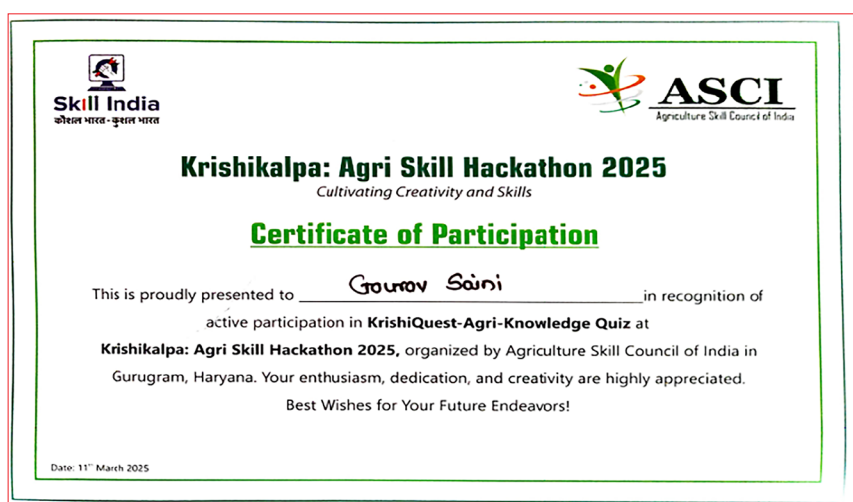 Skill India
कौशल भारत - कुशल भारत
ASCI
Agriculture Skill Council of India
Krishikalpa: Agri Skill Hackathon 2025
Cultivating Creativity and Skills
Certificate of Participation
This is proudly presented to Gourav Saini in recognition of
active participation in KrishiQuest-Agri-Knowledge Quiz at
Krishikalpa: Agri Skill Hackathon 2025, organized by Agriculture Skill Council of India in
Gurugram, Haryana. Your enthusiasm, dedication, and creativity are highly appreciated.
Best Wishes for Your Future Endeavors!
Date: 11th March 2025